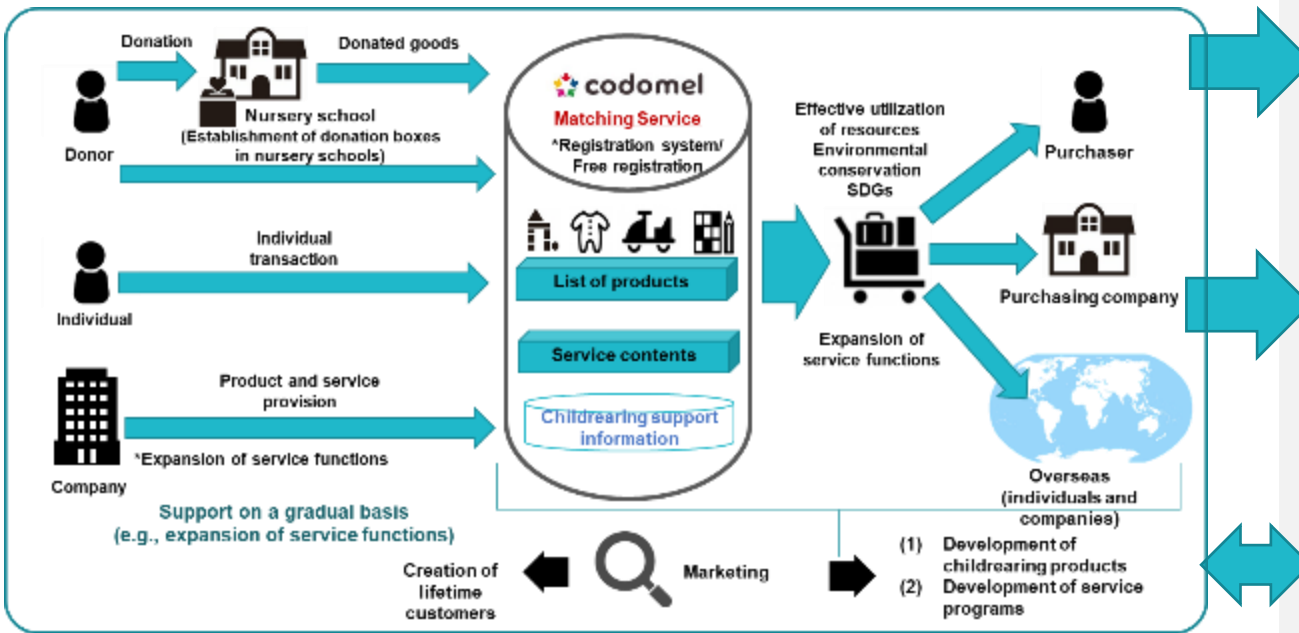 Donation
Donated goods
Nursery school
(Establishment of donation boxes
in nursery schools)
Donor
Individual
transaction
Individual
Product and service
provision
*Expansion of service functions
Company
Support on a gradual basis
(e.g., expansion of service functions)
codomel
Matching Service
*Registration system/
Free registration
List of products
Service contents
Childrearing support
information
Effective utilization
of resources
Environmental
conservation
SDGs
Expansion of
service functions
Purchaser
Purchasing company
Overseas
(individuals and
companies)
Creation of
lifetime
customers
Marketing
(1) Development of
childrearing products
(2) Development of service
programs